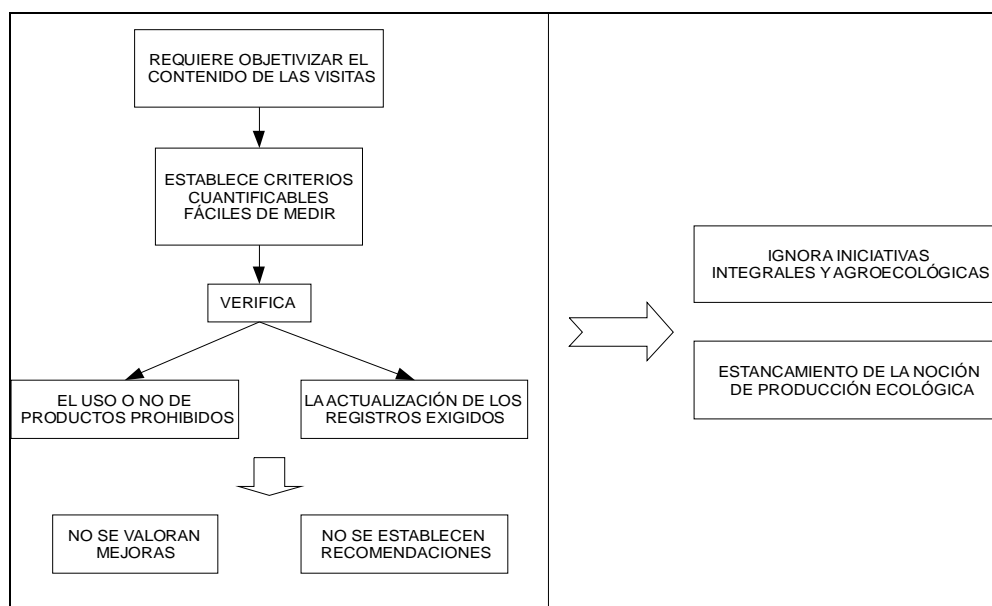 REQUIERE OBJETIVIZAR EL
CONTENIDO DE LAS VISITAS
ESTABLECE CRITERIOS
CUANTIFICABLES
FÁCILES DE MEDIR
VERIFICA
EL USO O NO DE
PRODUCTOS PROHIBIDOS
LA ACTUALIZACIÓN DE LOS
REGISTROS EXIGIDOS
NO SE VALORAN
MEJORAS
NO SE ESTABLECEN
RECOMENDACIONES
IGNORA INICIATIVAS
INTEGRALES Y AGROECOLÓGICAS
ESTANCAMIENTO DE LA NOCIÓN
DE PRODUCCIÓN ECOLÓGICA